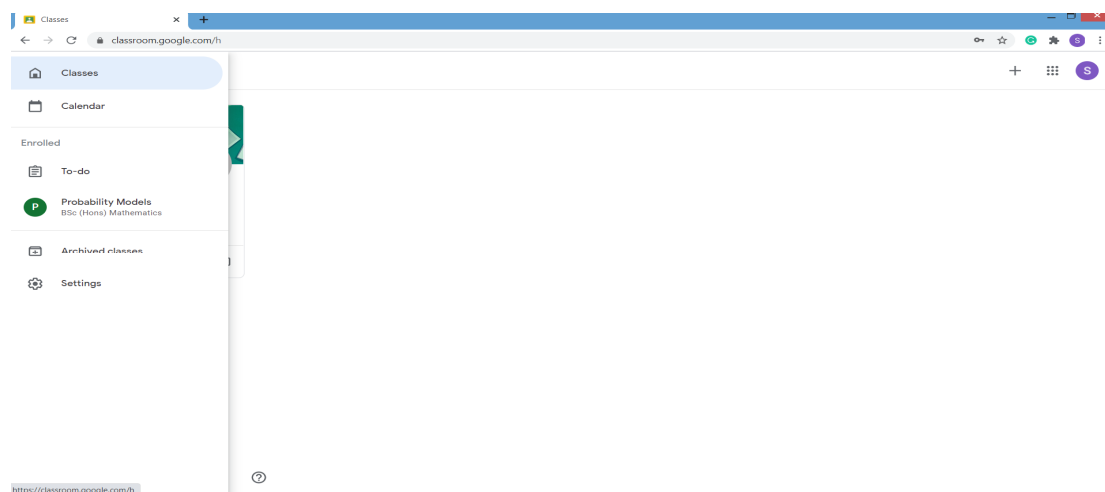 Classes
classroom.google.com/h
S
Classes
S
Calendar
Enrolled
To-do
P
Probability Models
BSc (Hons) Mathematics
Archived classes
Settings
https://classroom.google.com/h